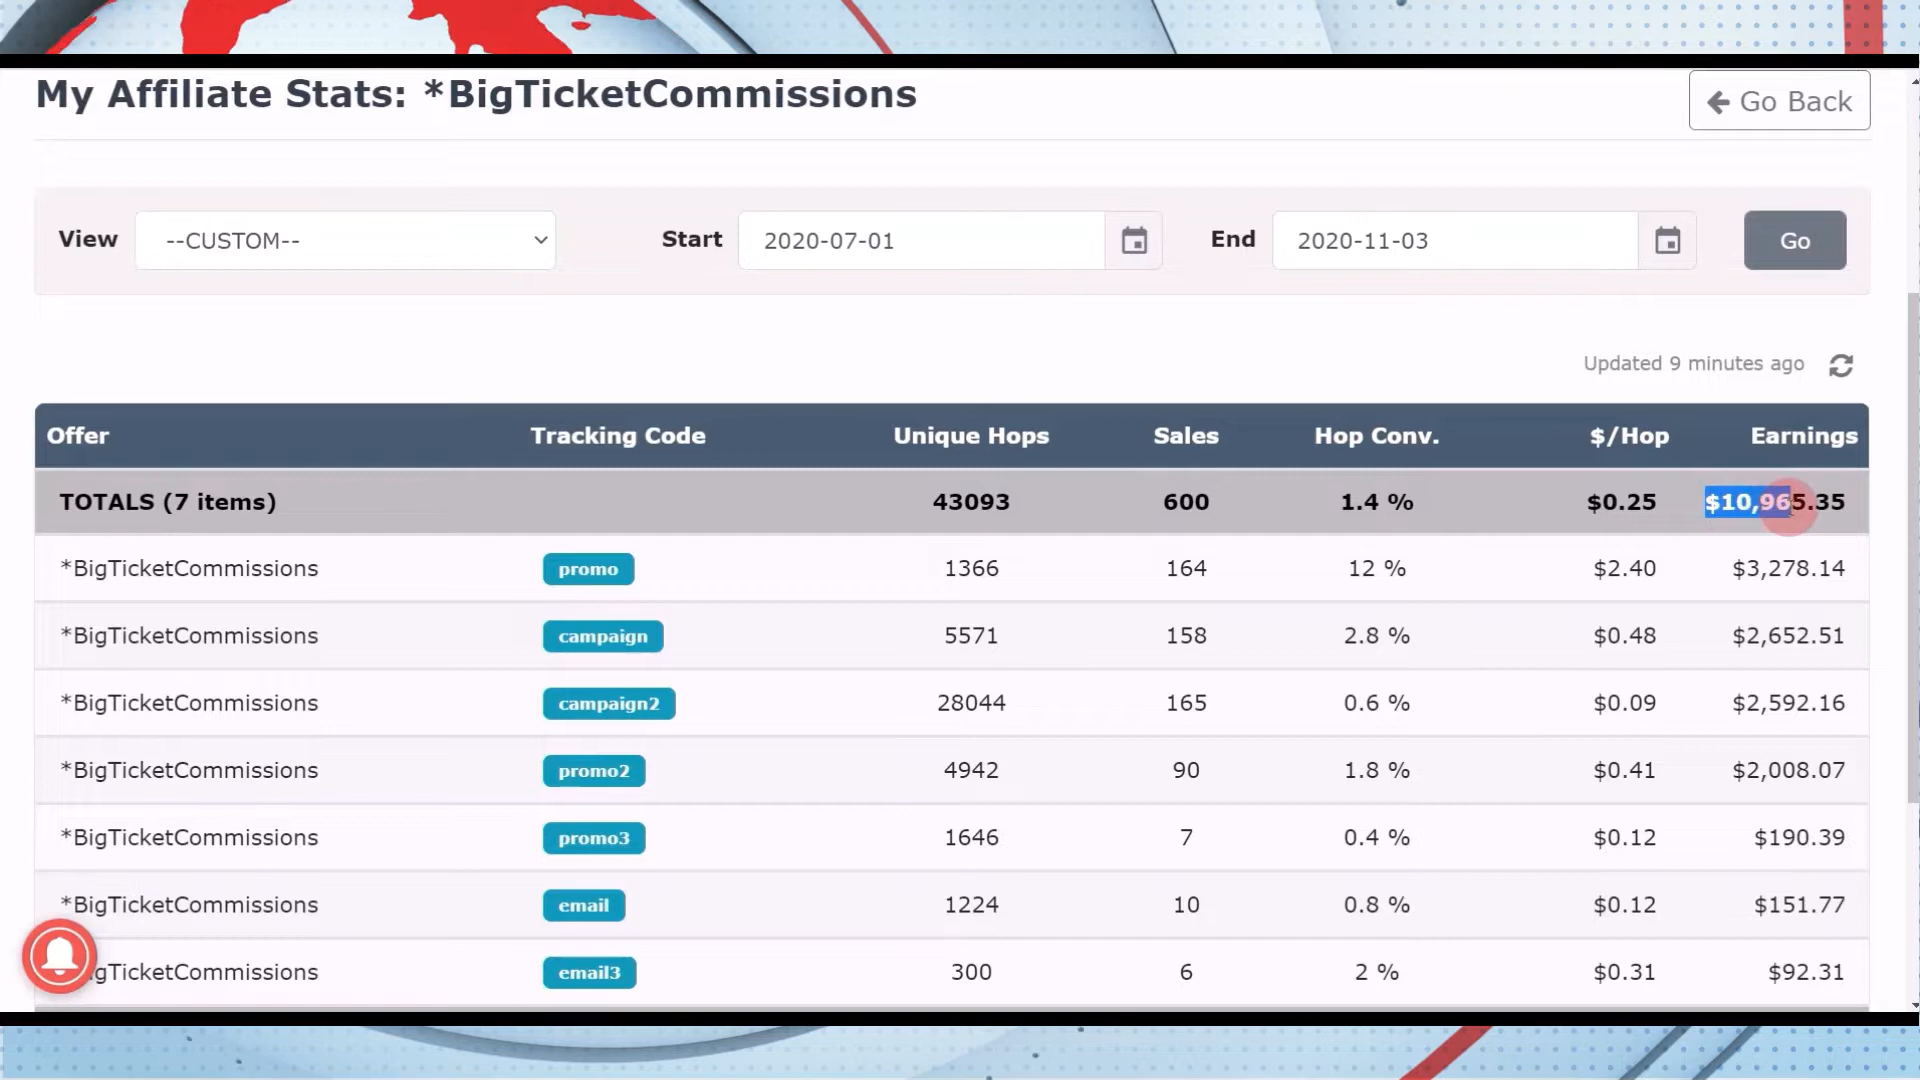 My Affiliate Stats: *BigTicketCommissions
Go Back
View --CUSTOM-- Start 2020-07-01 End 2020-11-03 Go
Updated 9 minutes ago
Offer Tracking Code Unique Hops Sales Hop Conv. $/Hop Earnings
TOTALS (7 items) 43093 600 1.4 % $0.25 $10,965.35
*BigTicketCommissions promo 1366 164 12 % $2.40 $3,278.14
*BigTicketCommissions campaign 5571 158 2.8 % $0.48 $2,652.51
*BigTicketCommissions campaign2 28044 165 0.6 % $0.09 $2,592.16
*BigTicketCommissions promo2 4942 90 1.8 % $0.41 $2,008.07
*BigTicketCommissions promo3 1646 7 0.4 % $0.12 $190.39
*BigTicketCommissions email 1224 10 0.8 % $0.12 $151.77
gTicketCommissions email3 300 6 2 % $0.31 $92.31